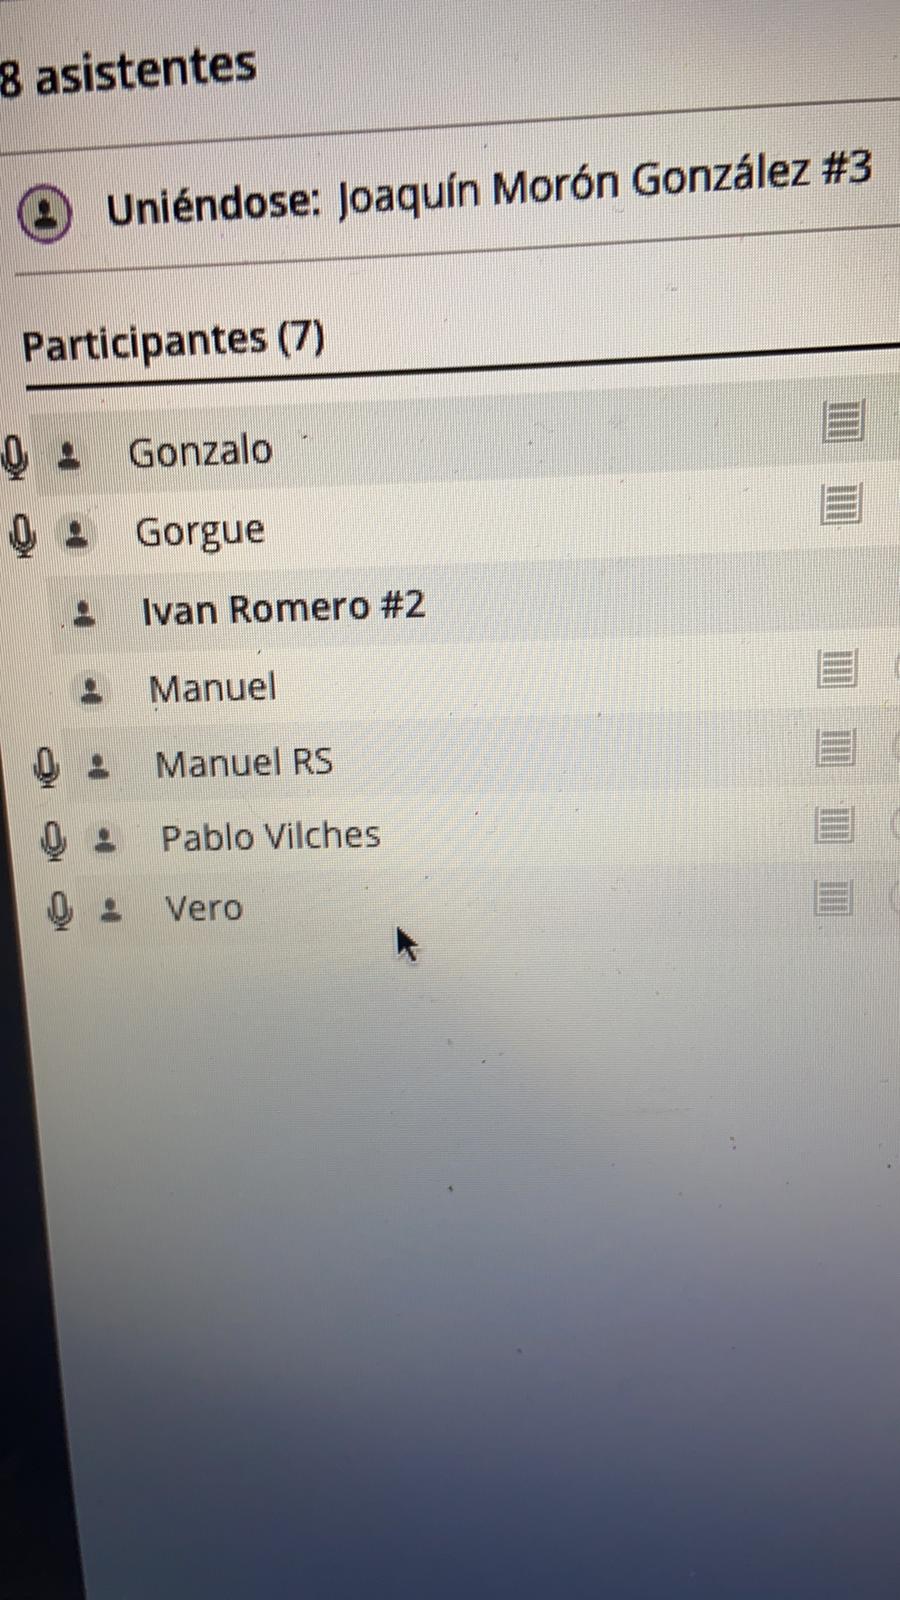 8 asistentes
Uniéndose: Joaquín Morón González #3
Participantes (7)
Gonzalo
Gorgue
Ivan Romero #2
Manuel
Manuel RS
Pablo Vilches
Vero